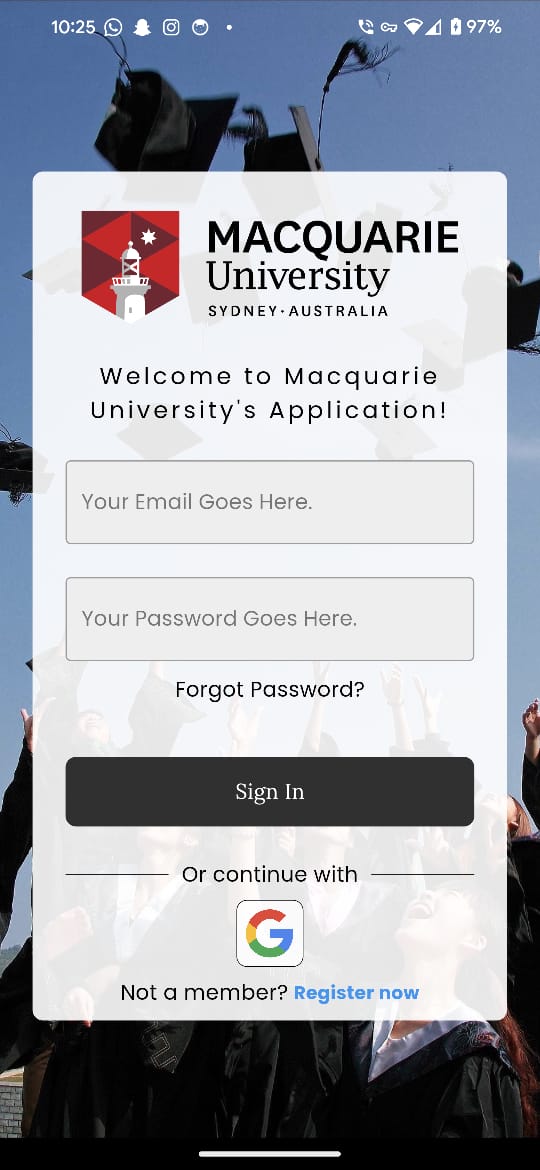 10:25
97%
MACQUARIE
University
SYDNEY·AUSTRALIA
Welcome to Macquarie
University's Application!
Your Email Goes Here.
Your Password Goes Here.
Forgot Password?
Sign In
Or continue with
G
Not a member? Register now